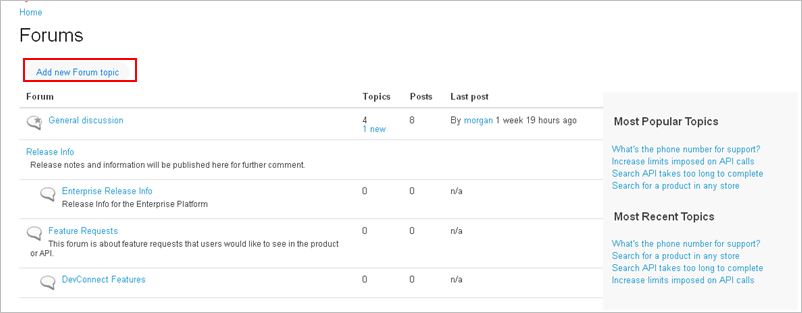 Home
Forums
Add new Forum topic
Forum Topics Posts Last post
General discussion 4 8 By morgan 1 week 19 hours ago
1 new
Release Info
Release notes and information will be published here for further comment.
Enterprise Release Info 0 0 n/a
Release Info for the Enterprise Platform
Feature Requests 0 0 n/a
This forum is about feature requests that users would like to see in the product
or API.
DevConnect Features 0 0 n/a
Most Popular Topics
What's the phone number for support?
Increase limits imposed on API calls
Search API takes too long to complete
Search for a product in any store
Most Recent Topics
What's the phone number for support?
Search for a product in any store
Search API takes too long to complete
Increase limits imposed on API calls